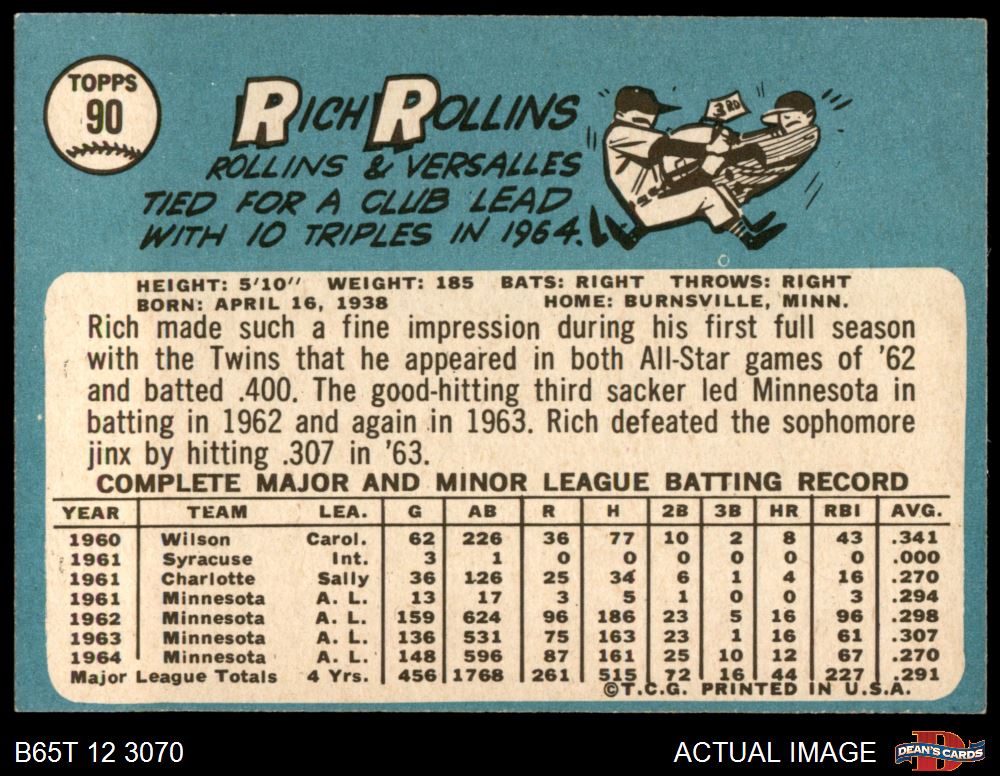 TOPPS
90
RICH ROLLINS
3RD
ROLLINS & VERSALLES
TIED FOR A CLUB LEAD
WITH 10 TRIPLES IN 1964.
HEIGHT: 5'10" WEIGHT: 185 BATS: RIGHT THROWS: RIGHT
BORN: APRIL 16, 1938 HOME: BURNSVILLE, MINN.
Rich made such a fine impression during his first full season
with the Twins that he appeared in both All-Star games of '62
and batted .400. The good-hitting third sacker led Minnesota in
batting in 1962 and again in 1963. Rich defeated the sophomore
jinx by hitting .307 in '63.
COMPLETE MAJOR AND MINOR LEAGUE BATTING RECORD
YEAR TEAM LEA. G AB R H 2B 3B HR RBI AVG.
1960 Wilson Carol. 62 226 36 77 10 2 8 43 .341
1961 Syracuse Int. 3 1 0 0 0 0 0 0 .000
1961 Charlotte Sally 36 126 25 34 6 1 4 16 .270
1961 Minnesota A. L. 13 17 3 5 1 0 0 3 .294
1962 Minnesota A. L. 159 624 96 186 23 5 16 96 .298
1963 Minnesota A. L. 136 531 75 163 23 1 16 61 .307
1964 Minnesota A. L. 148 596 87 161 25 10 12 67 .270
Major League Totals 4 Yrs. 456 1768 261 515 72 16 44 227 .291
©T.C.G. PRINTED IN U.S.A.
B65T 12 3070
ACTUAL IMAGE
DEAN'S CARDS